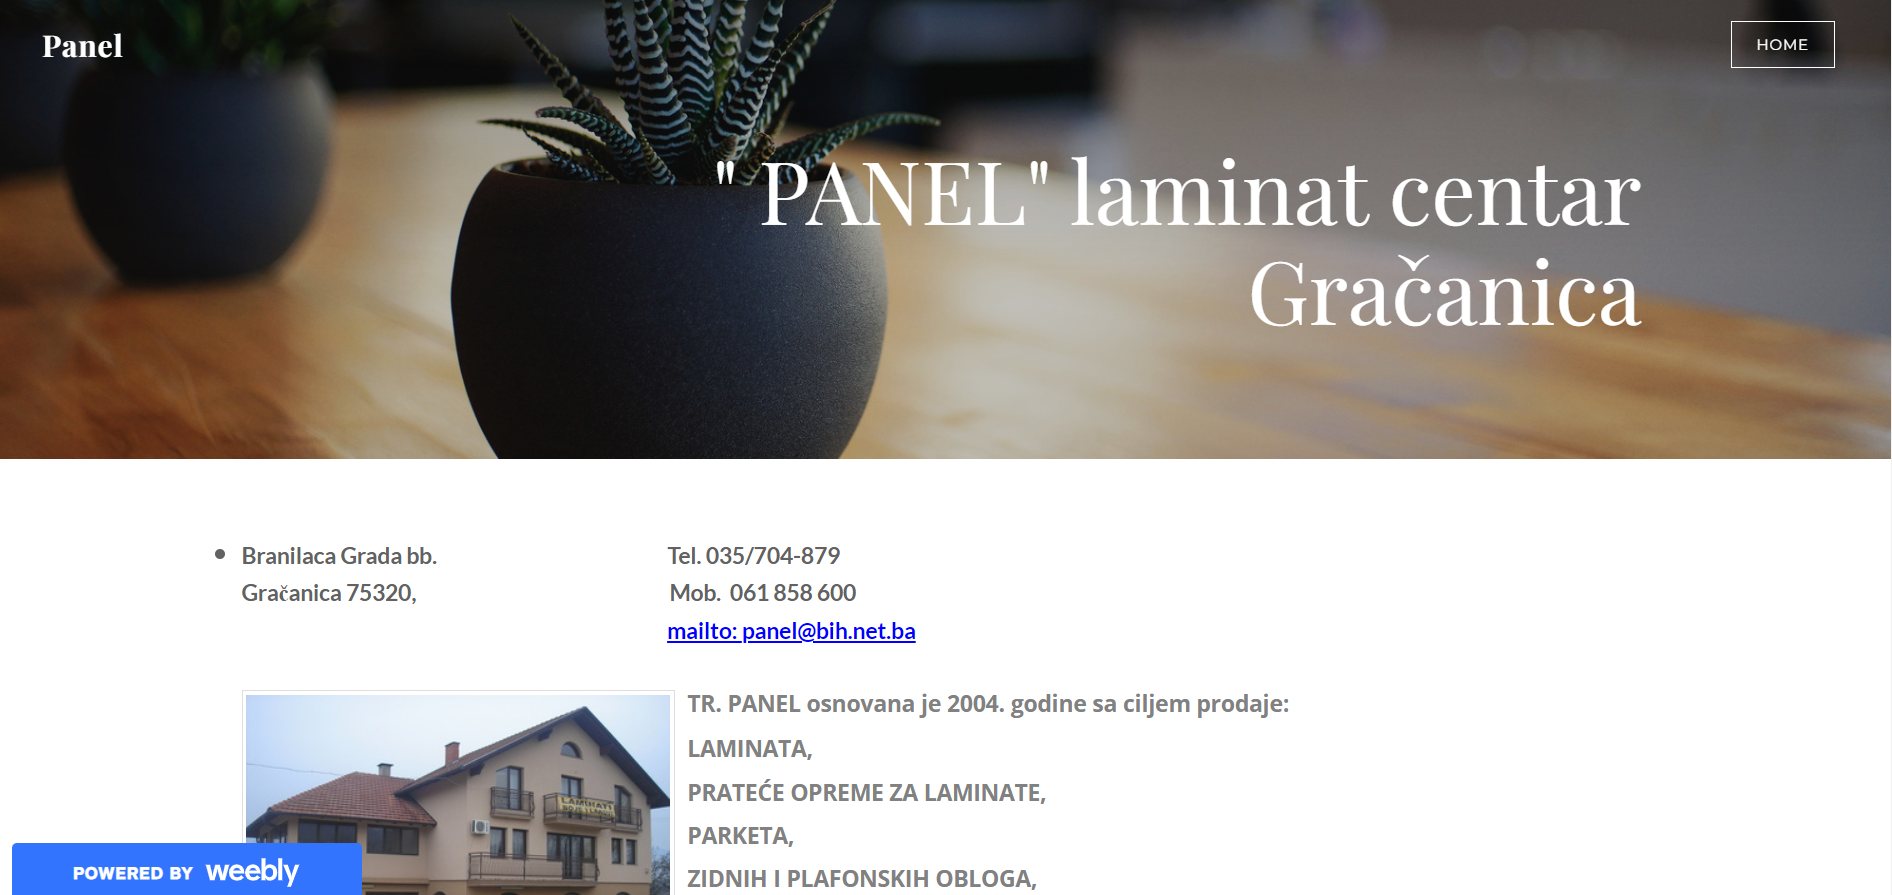 Panel
HOME
" PANEL" laminat centar
Gračanica
Branilaca Grada bb.
Gračanica 75320,
Tel. 035/704-879
Mob. 061 858 600
mailto: panel@bih.net.ba
TR. PANEL osnovana je 2004. godine sa ciljem prodaje:
LAMINATA,
PRATEĆE OPREME ZA LAMINATE,
PARKETA,
ZIDNIH I PLAFONSKIH OBLOGA,
LAMINATI
POWERED BY weebly